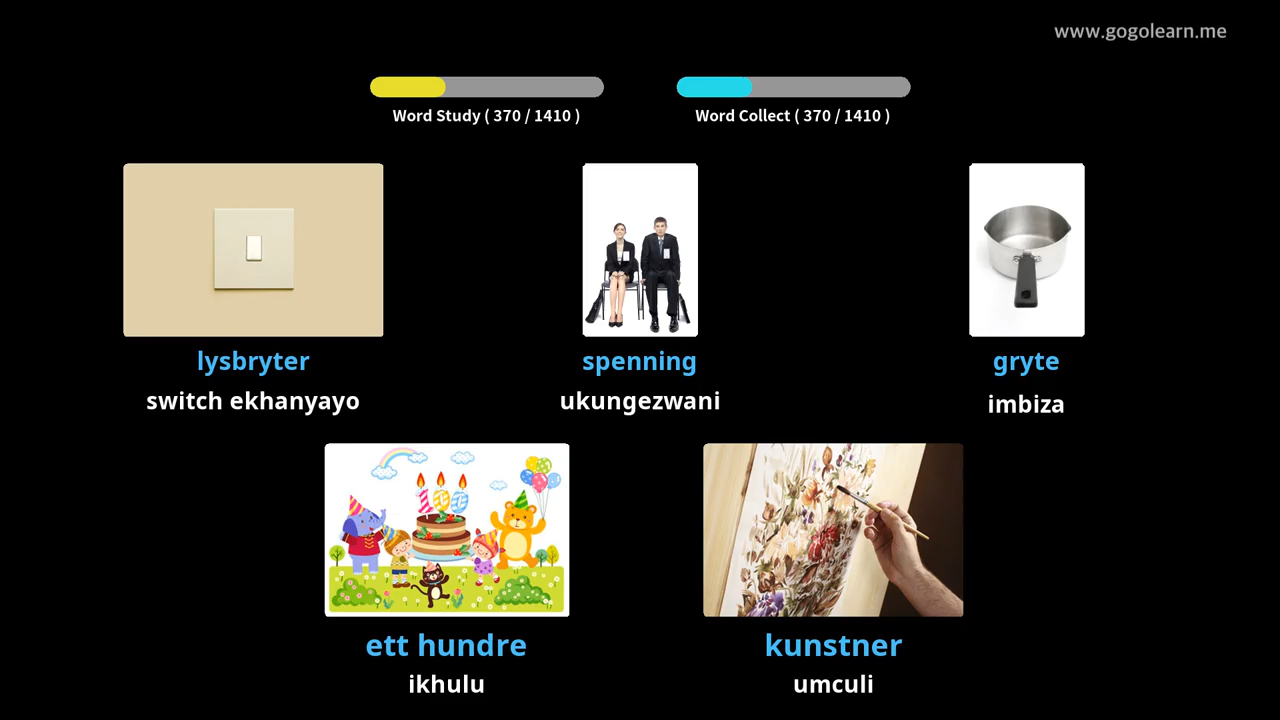 www.gogolearn.me
Word Study ( 370 / 1410 )
Word Collect ( 370 / 1410 )
lysbryter
switch ekhanyayo
spenning
ukungezwani
gryte
imbiza
100
ett hundre
ikhulu
kunstner
umculi